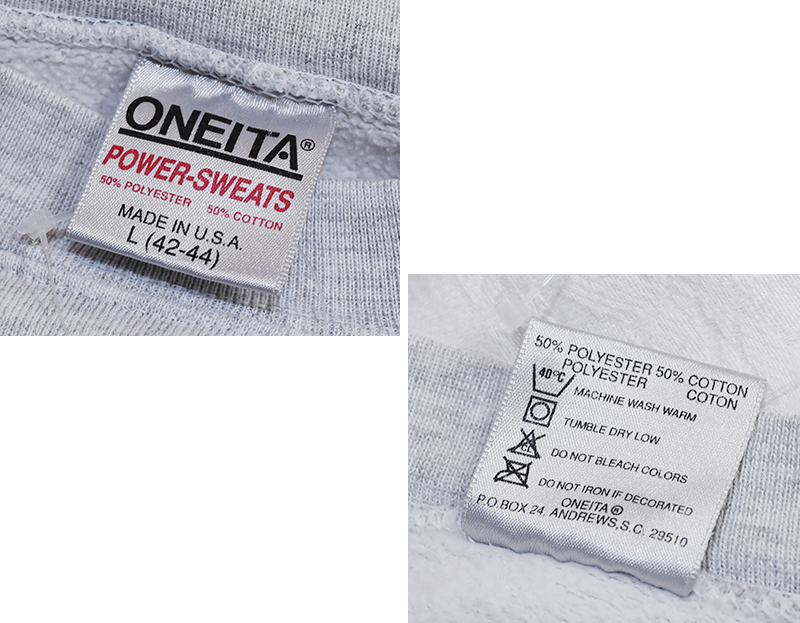 ONEITA®
POWER-SWEATS
50% POLYESTER 50% COTTON
MADE IN U.S.A.
L (42-44)
50% POLYESTER 50% COTTON
POLYESTER COTON
40°C MACHINE WASH WARM
TUMBLE DRY LOW
CL DO NOT BLEACH COLORS
DO NOT IRON IF DECORATED
ONEITA®
P.O.BOX 24, ANDREWS,S.C. 29510